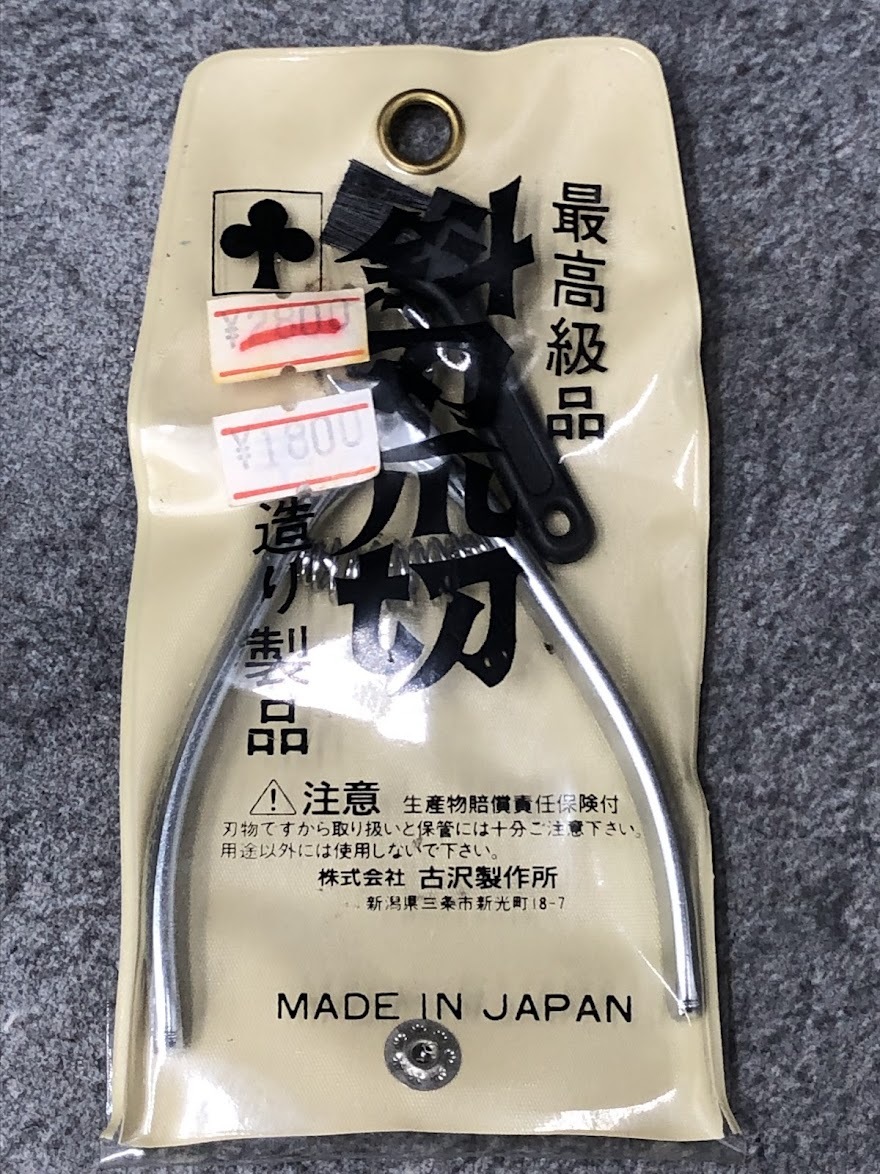 最高級品
斜刃爪切
¥2800
¥1800
造り製品
注意 生産物賠償責任保険付
刃物ですから取り扱いと保管には十分ご注意下さい。
用途以外には使用しないで下さい。
株式会社 古沢製作所
新潟県三条市新光町18-7
MADE IN JAPAN